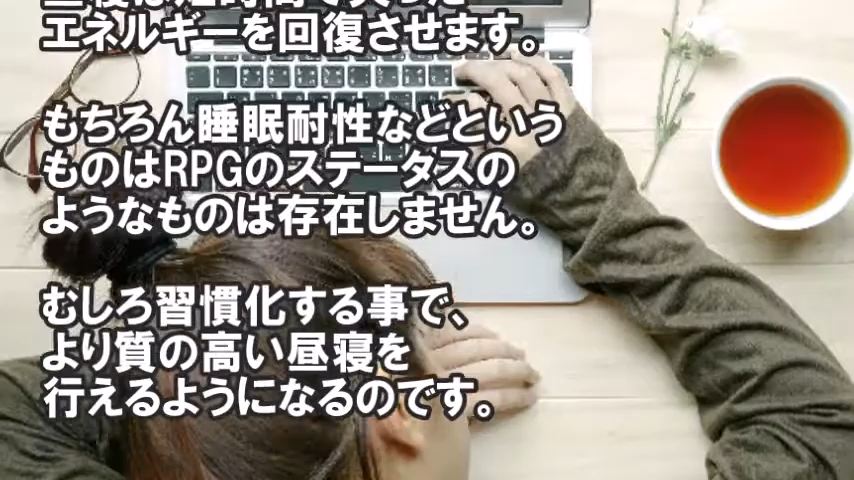 エネルギーを回復させます。
もちろん睡眠耐性などという
ものはRPGのステータスの
ようなものは存在しません。
むしろ習慣化する事で、
より質の高い昼寝を
行えるようになるのです。